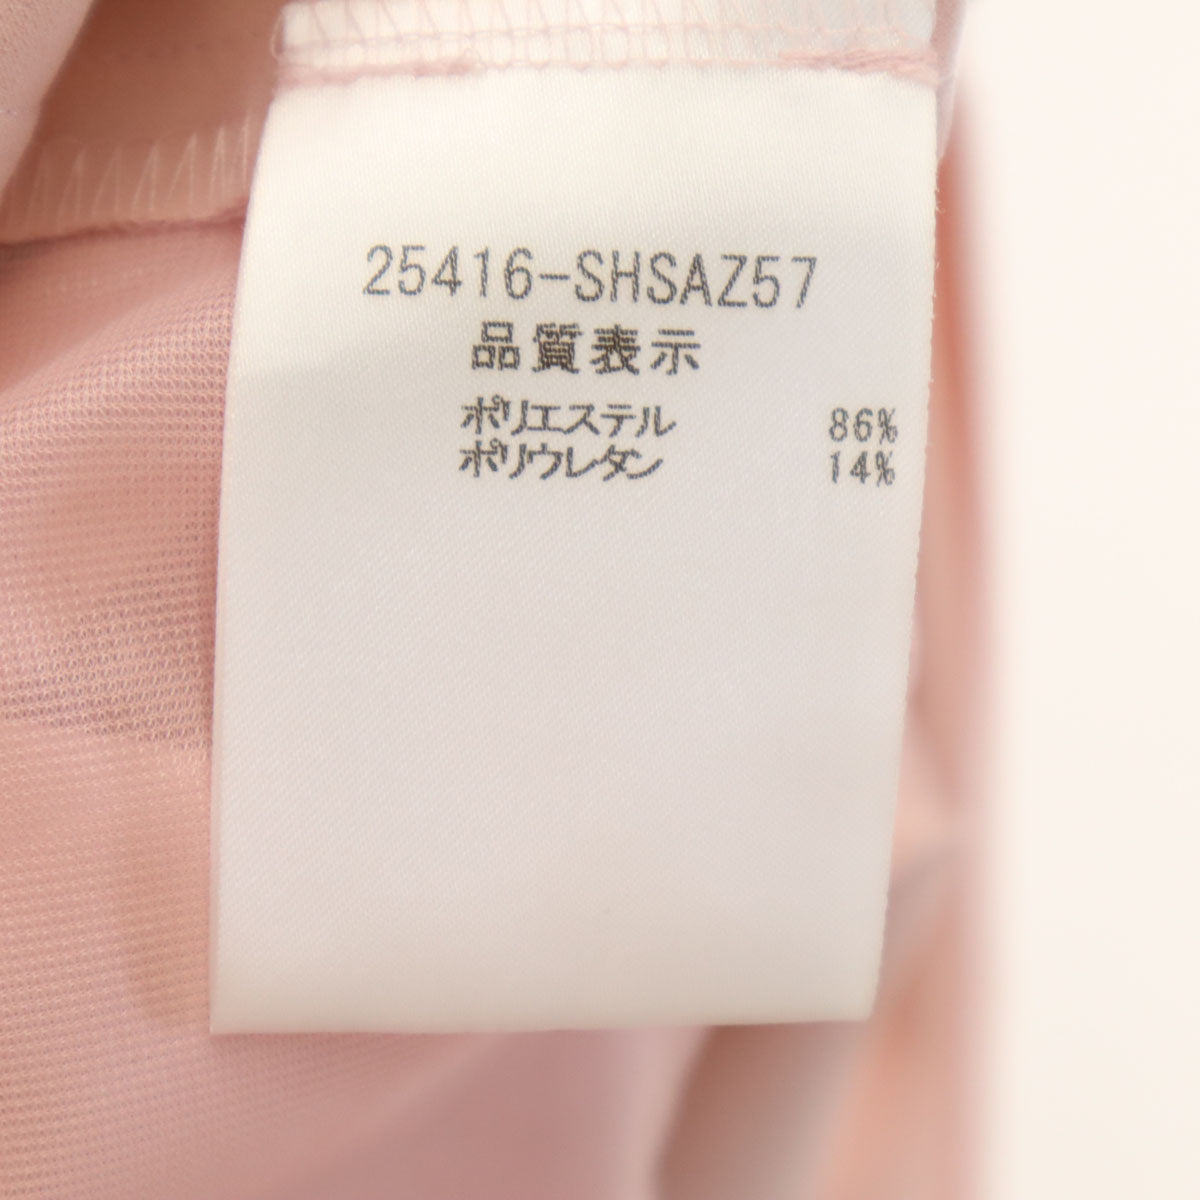 25416-SHSAZ57
品質表示
ポリエステル 86%
ポリウレタン 14%